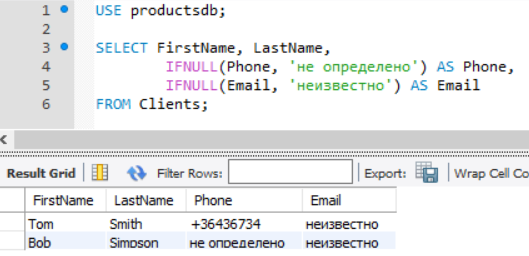 1 USE productsdb;
2
3 SELECT FirstName, LastName,
4 IFNULL(Phone, 'не определено') AS Phone,
5 IFNULL(Email, 'неизвестно') AS Email
6 FROM Clients;
Result Grid Filter Rows: Export: Wrap Cell Co
FirstName LastName Phone Email
Tom Smith +36436734 неизвестно
Bob Simpson не определено неизвестно